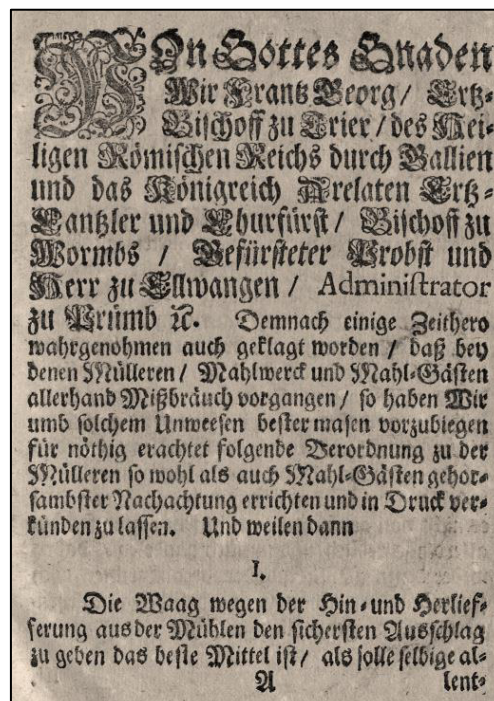 VOn Gottes Gnaden
Wir Frantz Georg / Ertz-
Bischoff zu Trier / des Hei-
ligen Römischen Reichs durch Gallien
und das Königreich Arelaten Ertz-
Cantzler und Churfürst / Bischoff zu
Wormbs / Gefürsteter Probst und
Herr zu Ellwangen / Administrator
zu Prümb ꝛc. Demnach einige Zeithero
wahrgenohmen auch geklagt worden / daß bey
denen Mülleren / Mahlwerck und Mahl-Gästen
allerhand Mißbräuch vorgangen / so haben Wir
umb solchem Unweesen bester masen vorzubiegen
für nöthig erachtet folgende Verordnung zu der
Mülleren so wohl als auch Mahl-Gästen gehor-
sambster Nachachtung errichten und in Druck ver-
künden zu lassen. Und weilen dann
I.
Die Waag wegen der Hin- und Herlief-
ferung aus der Mühlen den sichersten Ausschlag
zu geben das beste Mittel ist / als solle selbige al-
A lent-